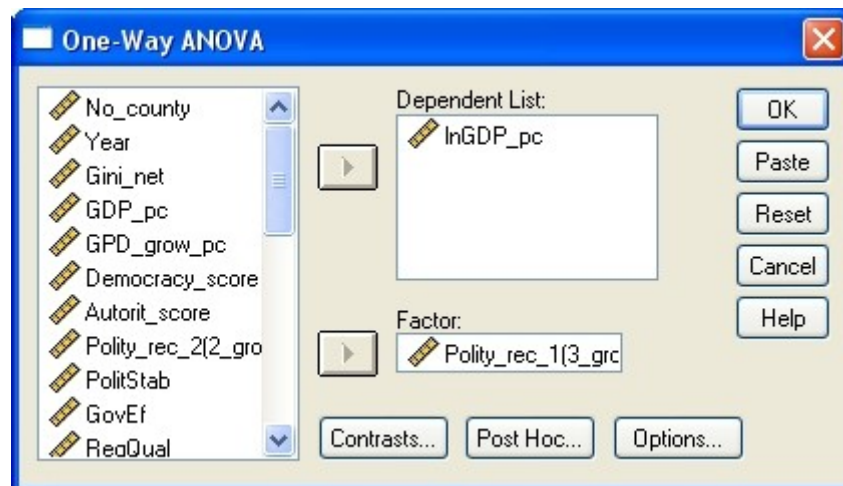 One-Way ANOVA
No_county
Year
Gini_net
GDP_pc
GPD_grow_pc
Democracy_score
Autorit_score
Polity_rec_2(2_gro
PolitStab
GovEf
RegQual
Dependent List:
lnGDP_pc
Factor:
Polity_rec_1(3_grc
OK
Paste
Reset
Cancel
Help
Contrasts...
Post Hoc...
Options...